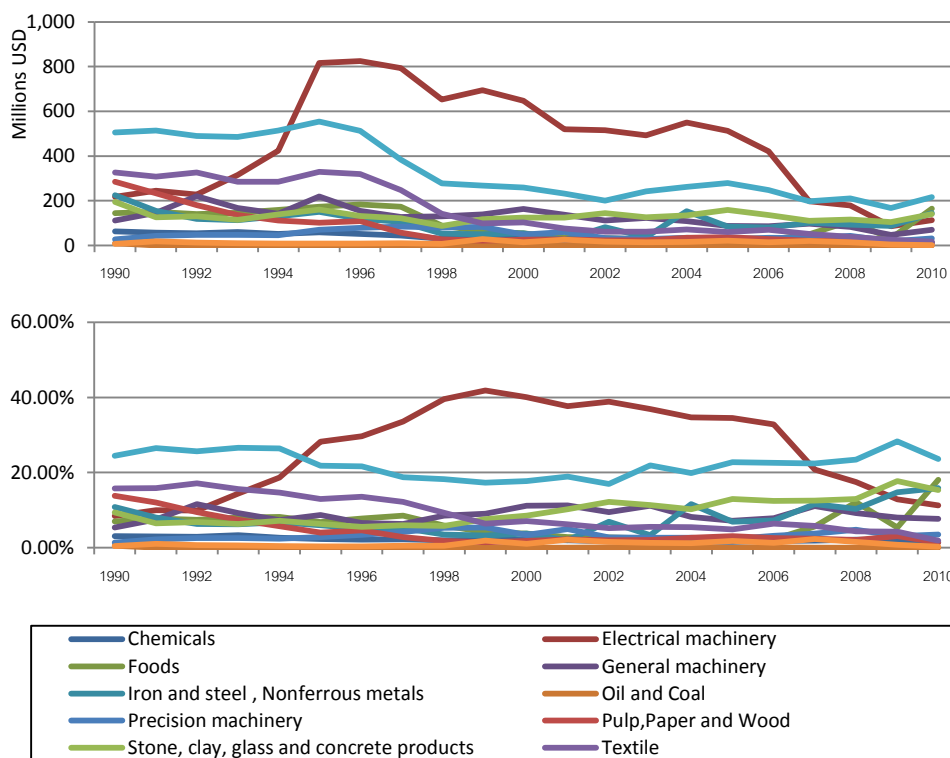 Millions USD
1,000
800
600
400
200
0
1990 1992 1994 1996 1998 2000 2002 2004 2006 2008 2010
60.00%
40.00%
20.00%
0.00%
1990 1992 1994 1996 1998 2000 2002 2004 2006 2008 2010
Chemicals Electrical machinery
Foods General machinery
Iron and steel , Nonferrous metals Oil and Coal
Precision machinery Pulp,Paper and Wood
Stone, clay, glass and concrete products Textile